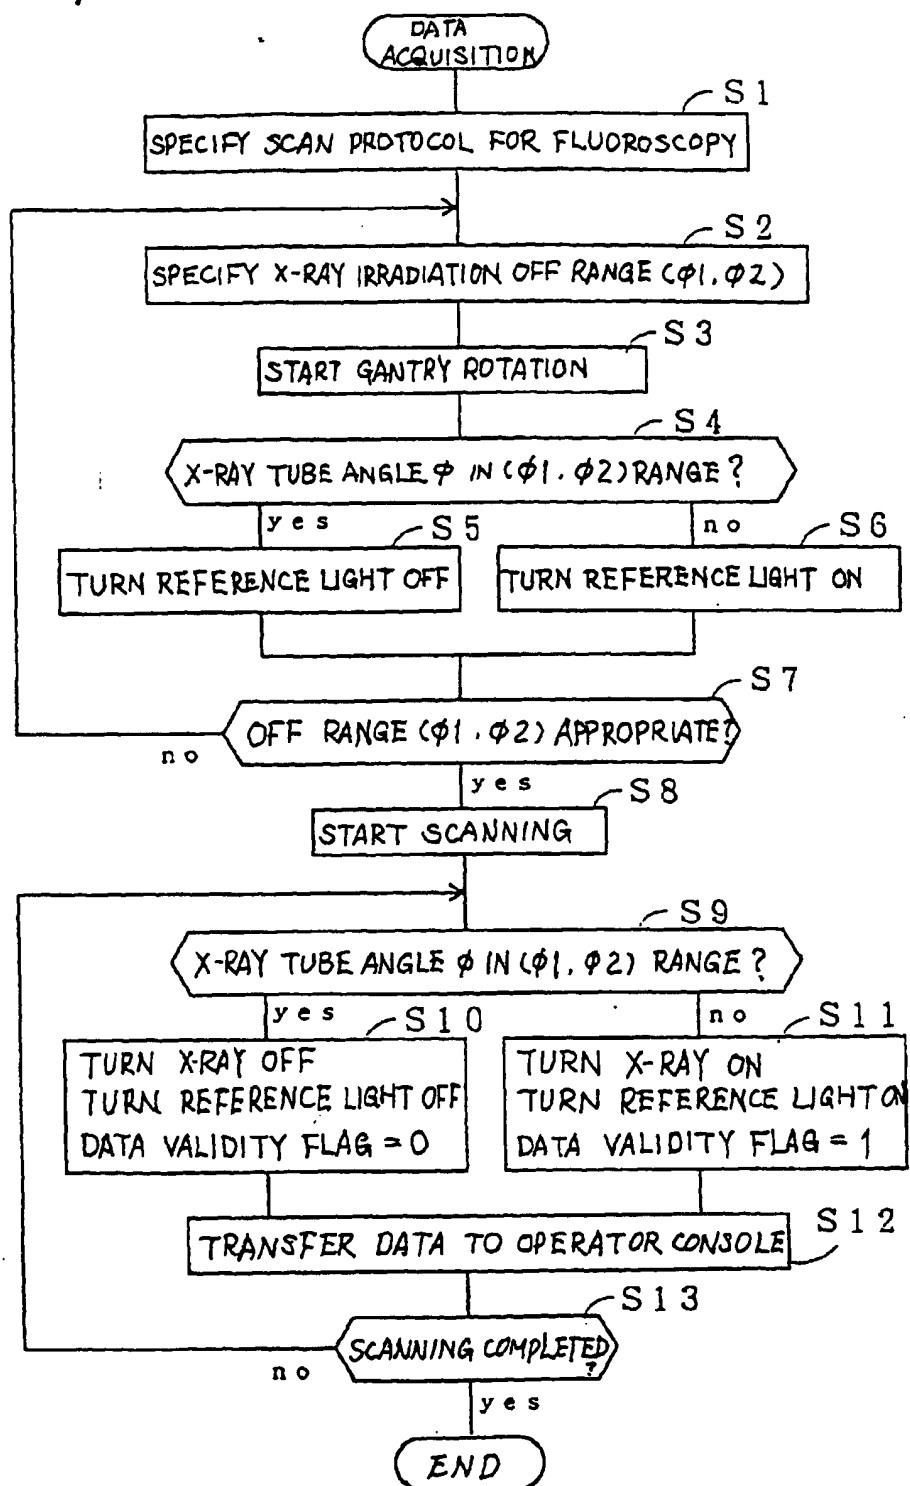 DATA
ACQUISITION
S1
SPECIFY SCAN PROTOCOL FOR FLUOROSCOPY
S2
SPECIFY X-RAY IRRADIATION OFF RANGE (φ1. φ2)
S3
START GANTRY ROTATION
S4
X-RAY TUBE ANGLE φ IN (φ1. φ2) RANGE?
yes
no
S5
S6
TURN REFERENCE LIGHT OFF
TURN REFERENCE LIGHT ON
S7
OFF RANGE (φ1. φ2) APPROPRIATE?
no
yes
S8
START SCANNING
S9
X-RAY TUBE ANGLE φ IN (φ1. φ2) RANGE?
yes
no
S10
S11
TURN X-RAY OFF
TURN REFERENCE LIGHT OFF
DATA VALIDITY FLAG = 0
TURN X-RAY ON
TURN REFERENCE LIGHT ON
DATA VALIDITY FLAG = 1
S12
TRANSFER DATA TO OPERATOR CONSOLE
S13
SCANNING COMPLETED
?
no
yes
END